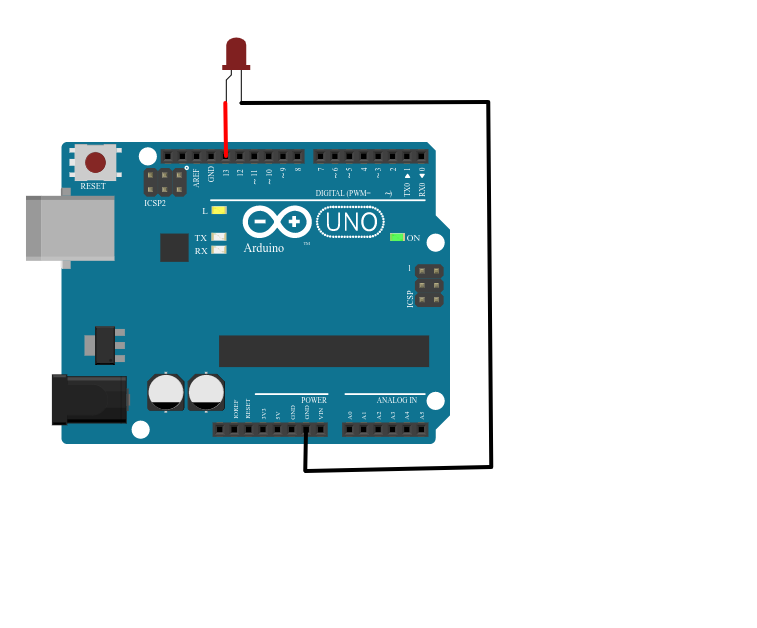 RESET
ICSP2
AREF
GND
13
12
~11
~10
~9
8
7
~6
~5
4
~3
2
TX0▶1
RX0◀0
DIGITAL (PWM= ~)
L
TX
RX
UNO
Arduino
TM
ON
1
ICSP
POWER
ANALOG IN
IOREF
RESET
3V3
5V
GND
GND
VIN
A0
A1
A2
A3
A4
A5